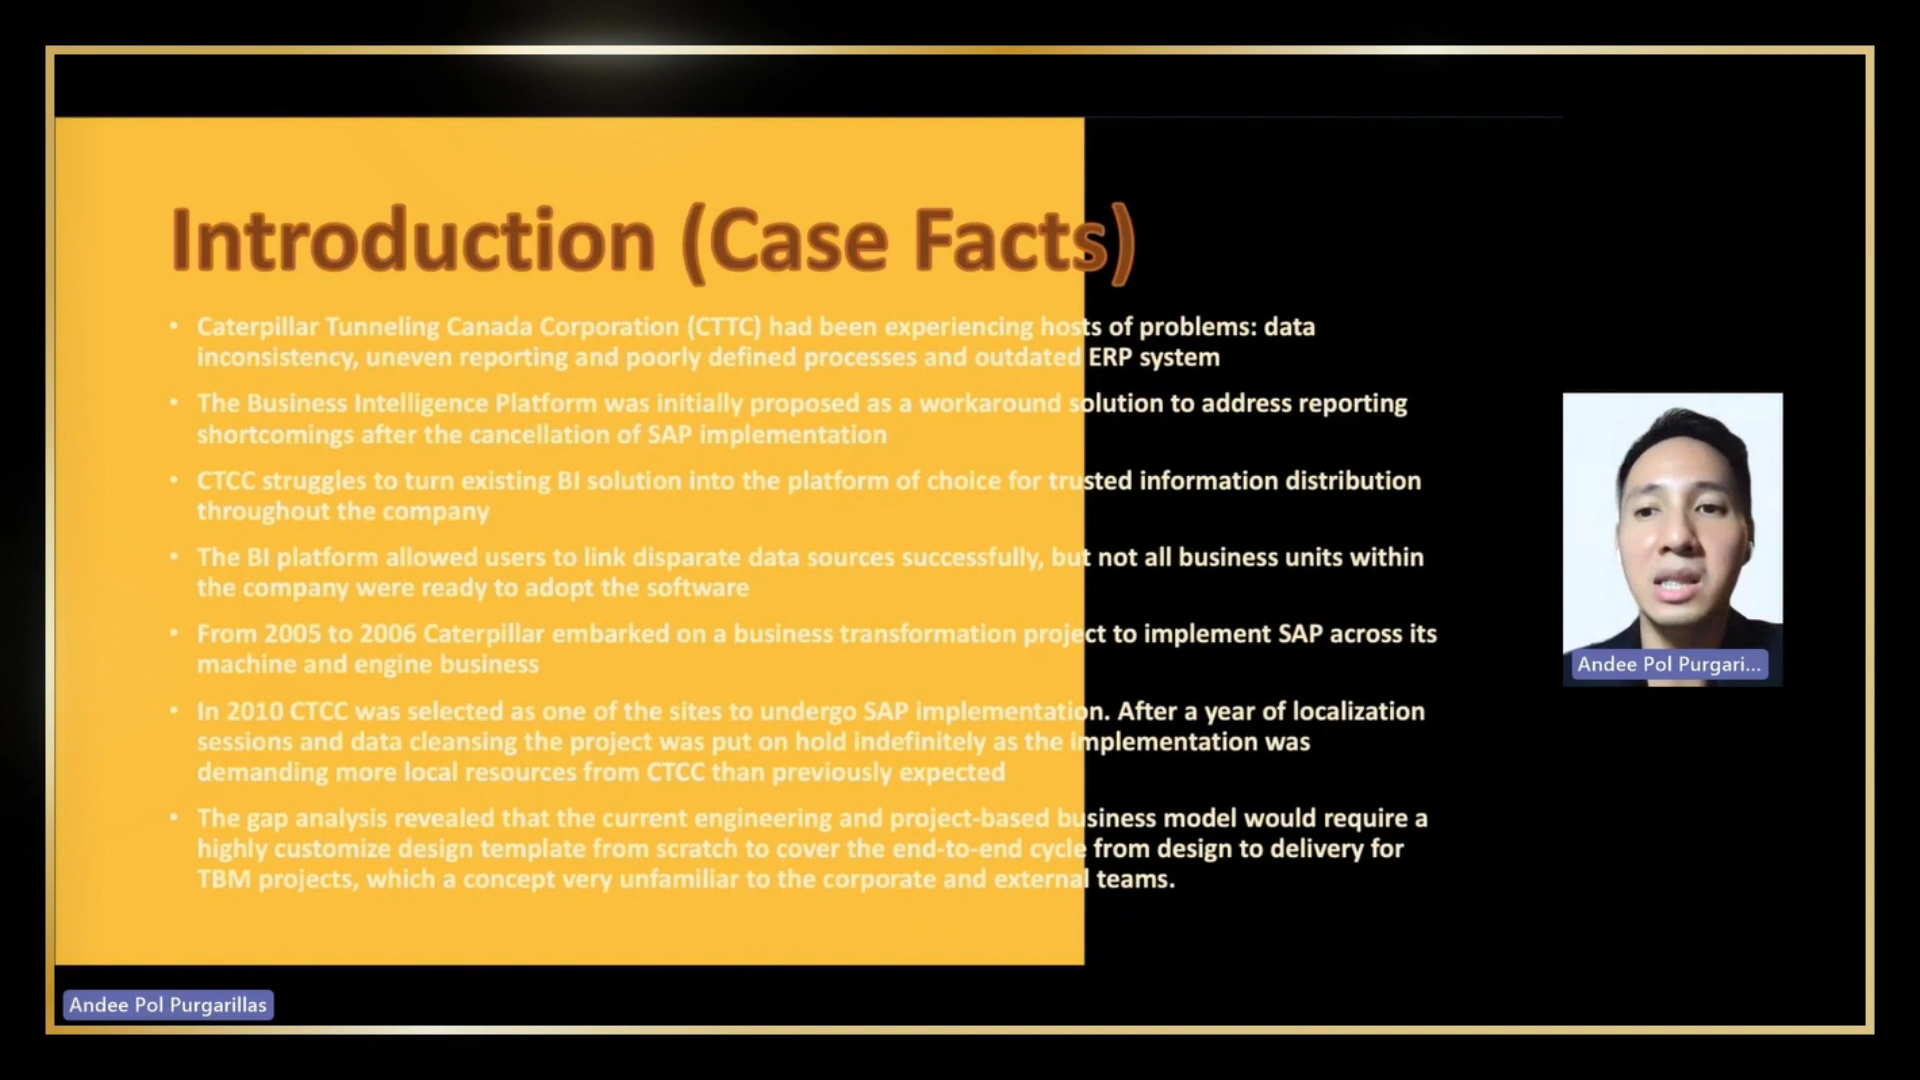 Introduction (Case Facts)
• Caterpillar Tunneling Canada Corporation (CTTC) had been experiencing hosts of problems: data
inconsistency, uneven reporting and poorly defined processes and outdated ERP system
• The Business Intelligence Platform was initially proposed as a workaround solution to address reporting
shortcomings after the cancellation of SAP implementation
• CTCC struggles to turn existing BI solution into the platform of choice for trusted information distribution
throughout the company
• The BI platform allowed users to link disparate data sources successfully, but not all business units within
the company were ready to adopt the software
• From 2005 to 2006 Caterpillar embarked on a business transformation project to implement SAP across its
machine and engine business
• In 2010 CTCC was selected as one of the sites to undergo SAP implementation. After a year of localization
sessions and data cleansing the project was put on hold indefinitely as the implementation was
demanding more local resources from CTCC than previously expected
• The gap analysis revealed that the current engineering and project-based business model would require a
highly customize design template from scratch to cover the end-to-end cycle from design to delivery for
TBM projects, which a concept very unfamiliar to the corporate and external teams.
Andee Pol Purgari...
Andee Pol Purgarillas